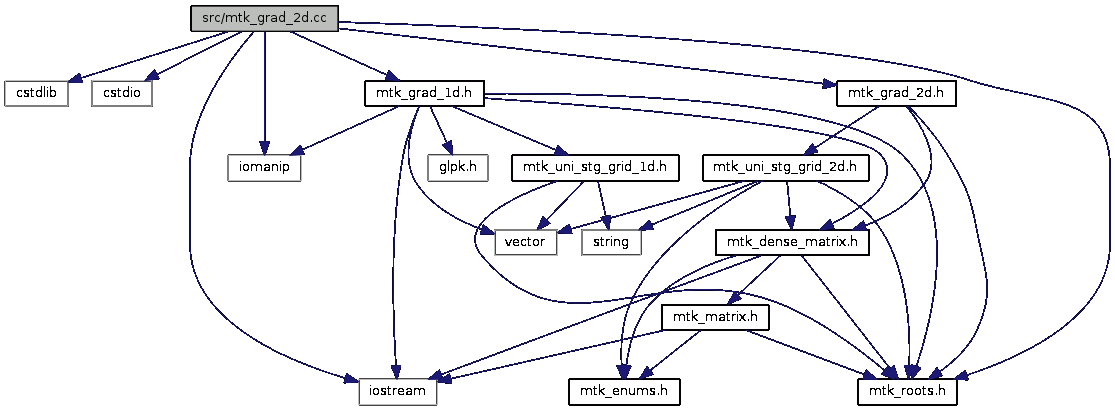 src/mtk_grad_2d.cc
cstdlib
cstdio
mtk_grad_1d.h
mtk_grad_2d.h
iomanip
glpk.h
mtk_uni_stg_grid_1d.h
mtk_uni_stg_grid_2d.h
vector
string
mtk_dense_matrix.h
mtk_matrix.h
iostream
mtk_enums.h
mtk_roots.h